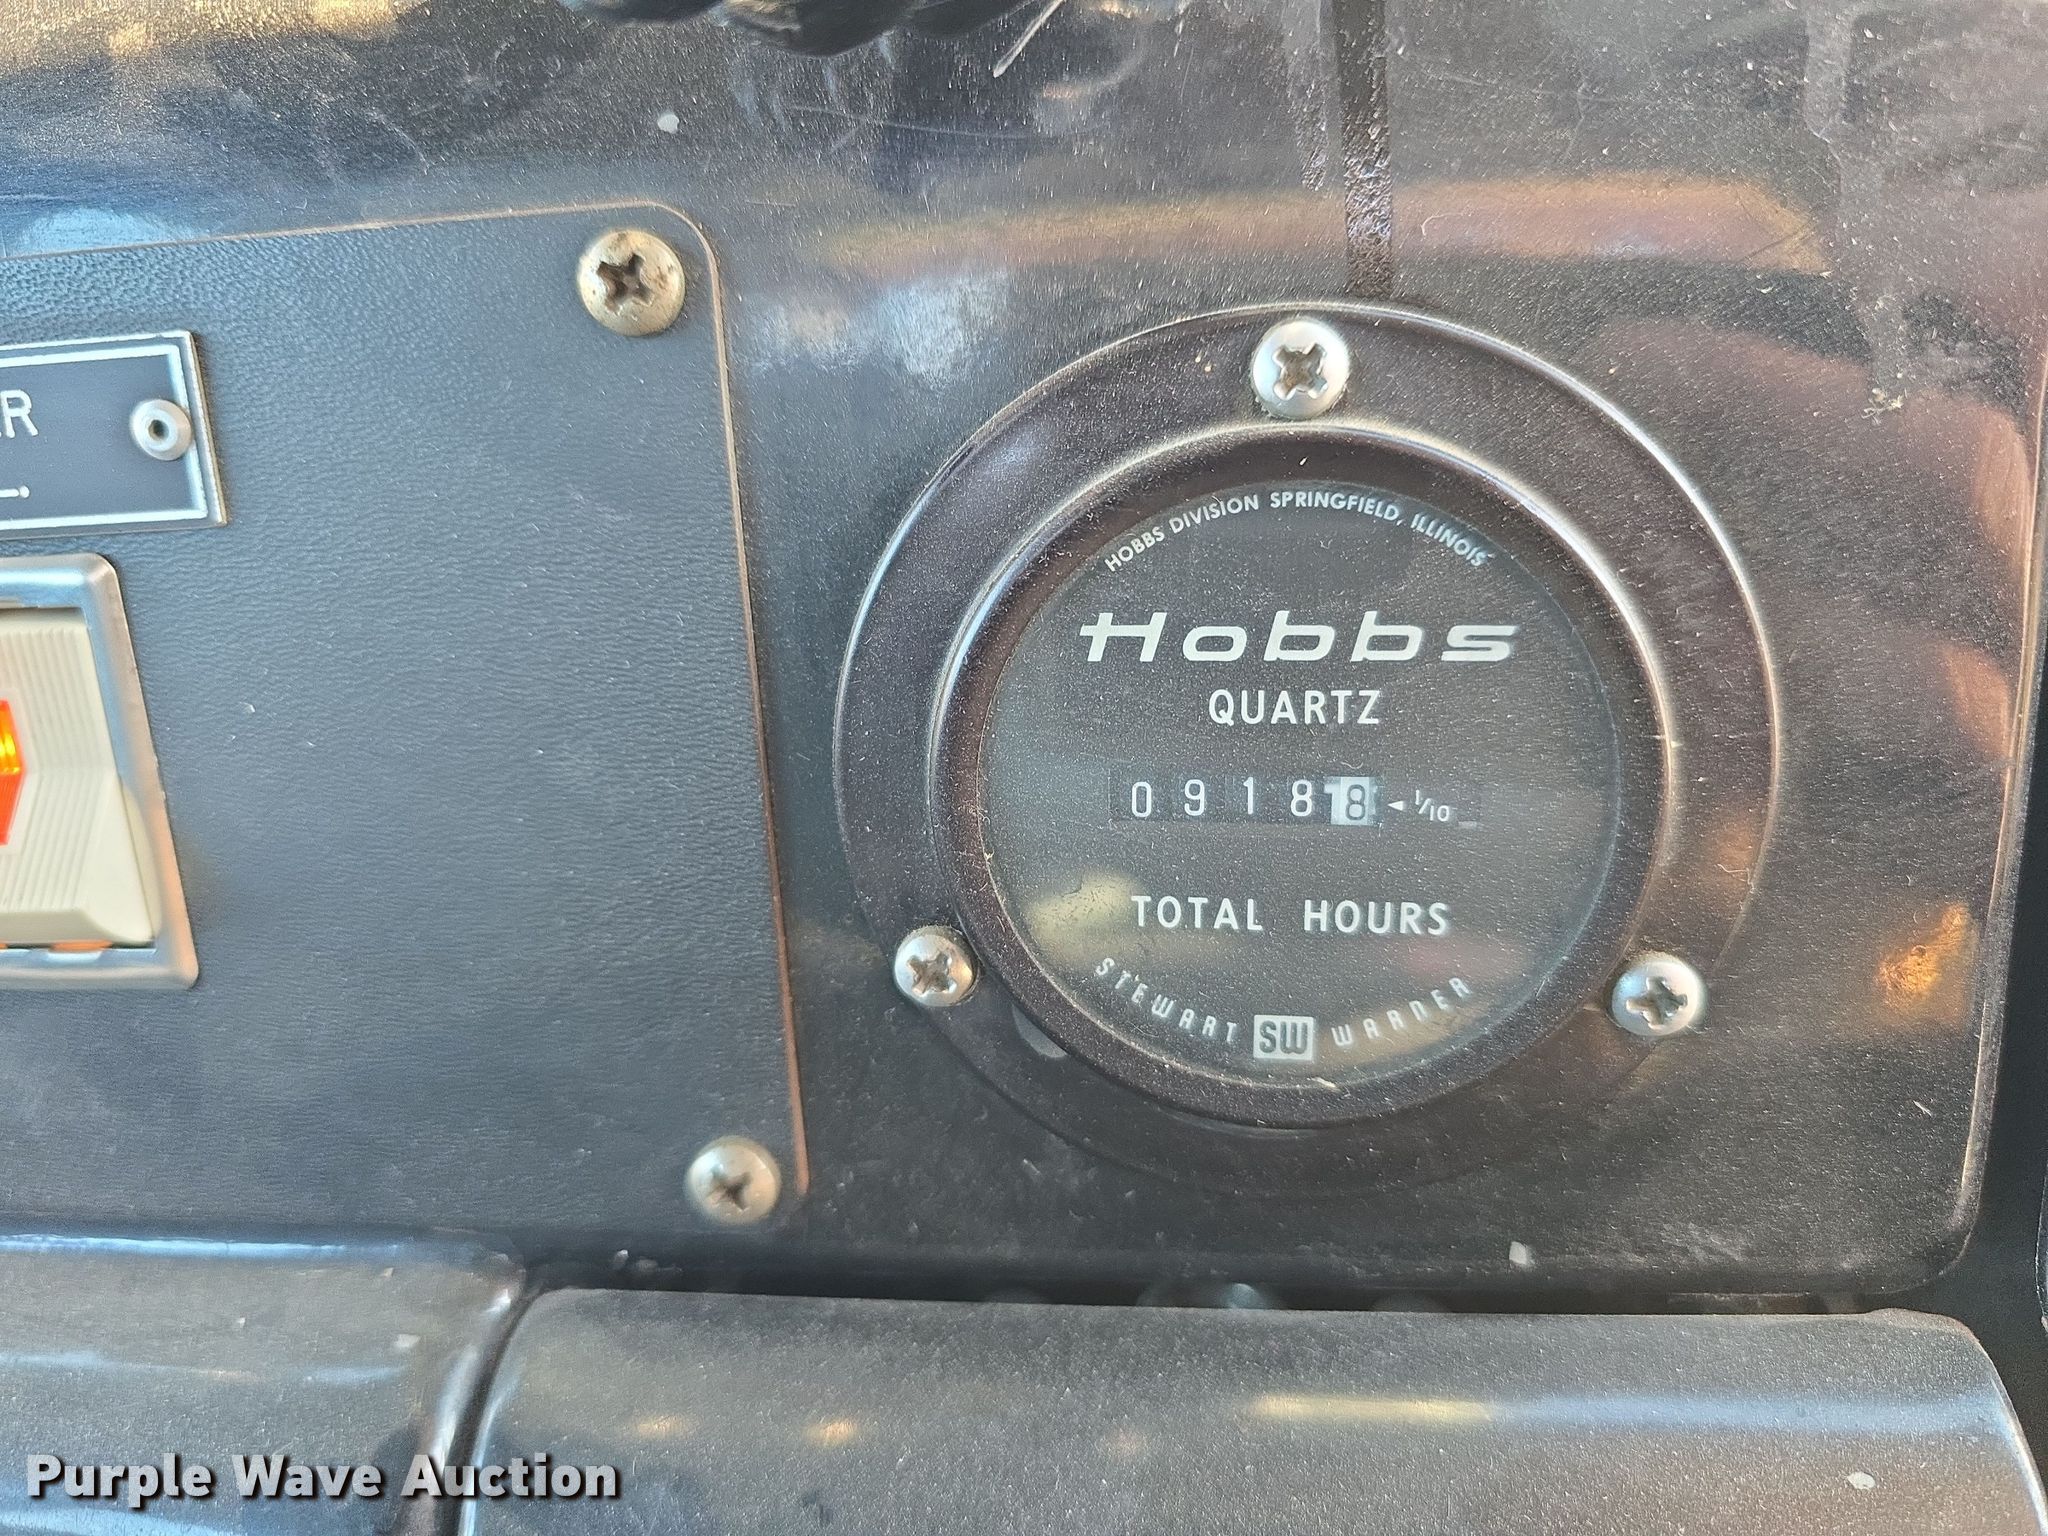 HOBBS DIVISION SPRINGFIELD, ILLINOIS
Hobbs
QUARTZ
0 9 1 8 8 1/10
TOTAL HOURS
STEWART SW WARNER
Purple Wave Auction